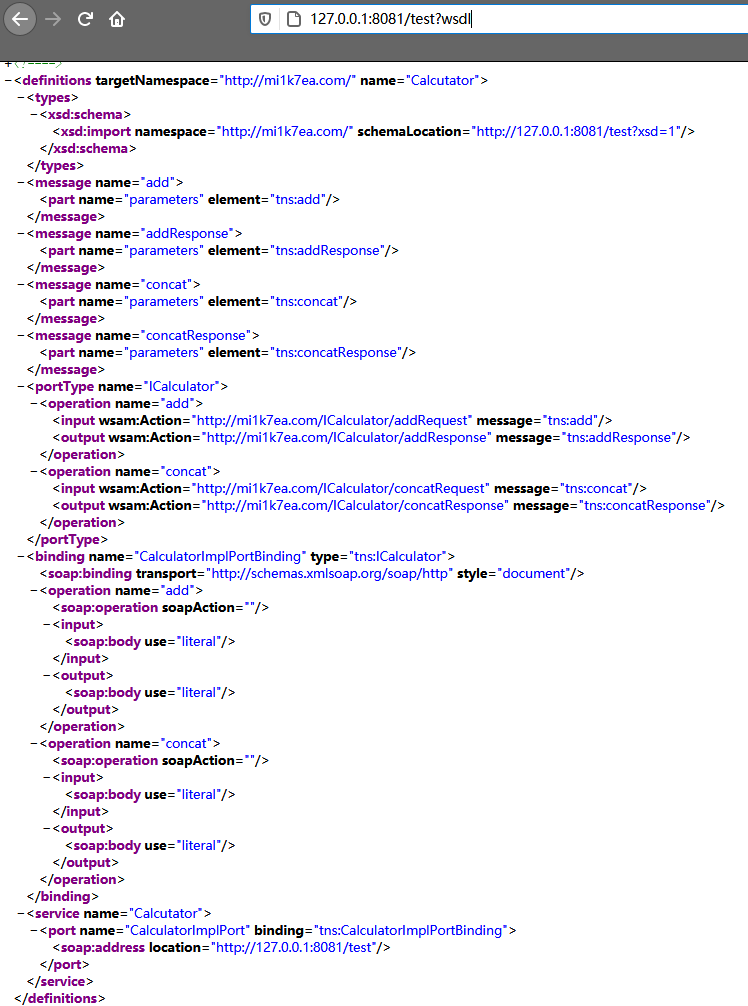 127.0.0.1:8081/test?wsdl
+<!---->
−<definitions targetNamespace="http://mi1k7ea.com/" name="Calcutator">
−<types>
−<xsd:schema>
<xsd:import namespace="http://mi1k7ea.com/" schemaLocation="http://127.0.0.1:8081/test?xsd=1"/>
</xsd:schema>
</types>
−<message name="add">
<part name="parameters" element="tns:add"/>
</message>
−<message name="addResponse">
<part name="parameters" element="tns:addResponse"/>
</message>
−<message name="concat">
<part name="parameters" element="tns:concat"/>
</message>
−<message name="concatResponse">
<part name="parameters" element="tns:concatResponse"/>
</message>
−<portType name="ICalculator">
−<operation name="add">
<input wsam:Action="http://mi1k7ea.com/ICalculator/addRequest" message="tns:add"/>
<output wsam:Action="http://mi1k7ea.com/ICalculator/addResponse" message="tns:addResponse"/>
</operation>
−<operation name="concat">
<input wsam:Action="http://mi1k7ea.com/ICalculator/concatRequest" message="tns:concat"/>
<output wsam:Action="http://mi1k7ea.com/ICalculator/concatResponse" message="tns:concatResponse"/>
</operation>
</portType>
−<binding name="CalculatorImplPortBinding" type="tns:ICalculator">
<soap:binding transport="http://schemas.xmlsoap.org/soap/http" style="document"/>
−<operation name="add">
<soap:operation soapAction=""/>
−<input>
<soap:body use="literal"/>
</input>
−<output>
<soap:body use="literal"/>
</output>
</operation>
−<operation name="concat">
<soap:operation soapAction=""/>
−<input>
<soap:body use="literal"/>
</input>
−<output>
<soap:body use="literal"/>
</output>
</operation>
</binding>
−<service name="Calcutator">
−<port name="CalculatorImplPort" binding="tns:CalculatorImplPortBinding">
<soap:address location="http://127.0.0.1:8081/test"/>
</port>
</service>
</definitions>